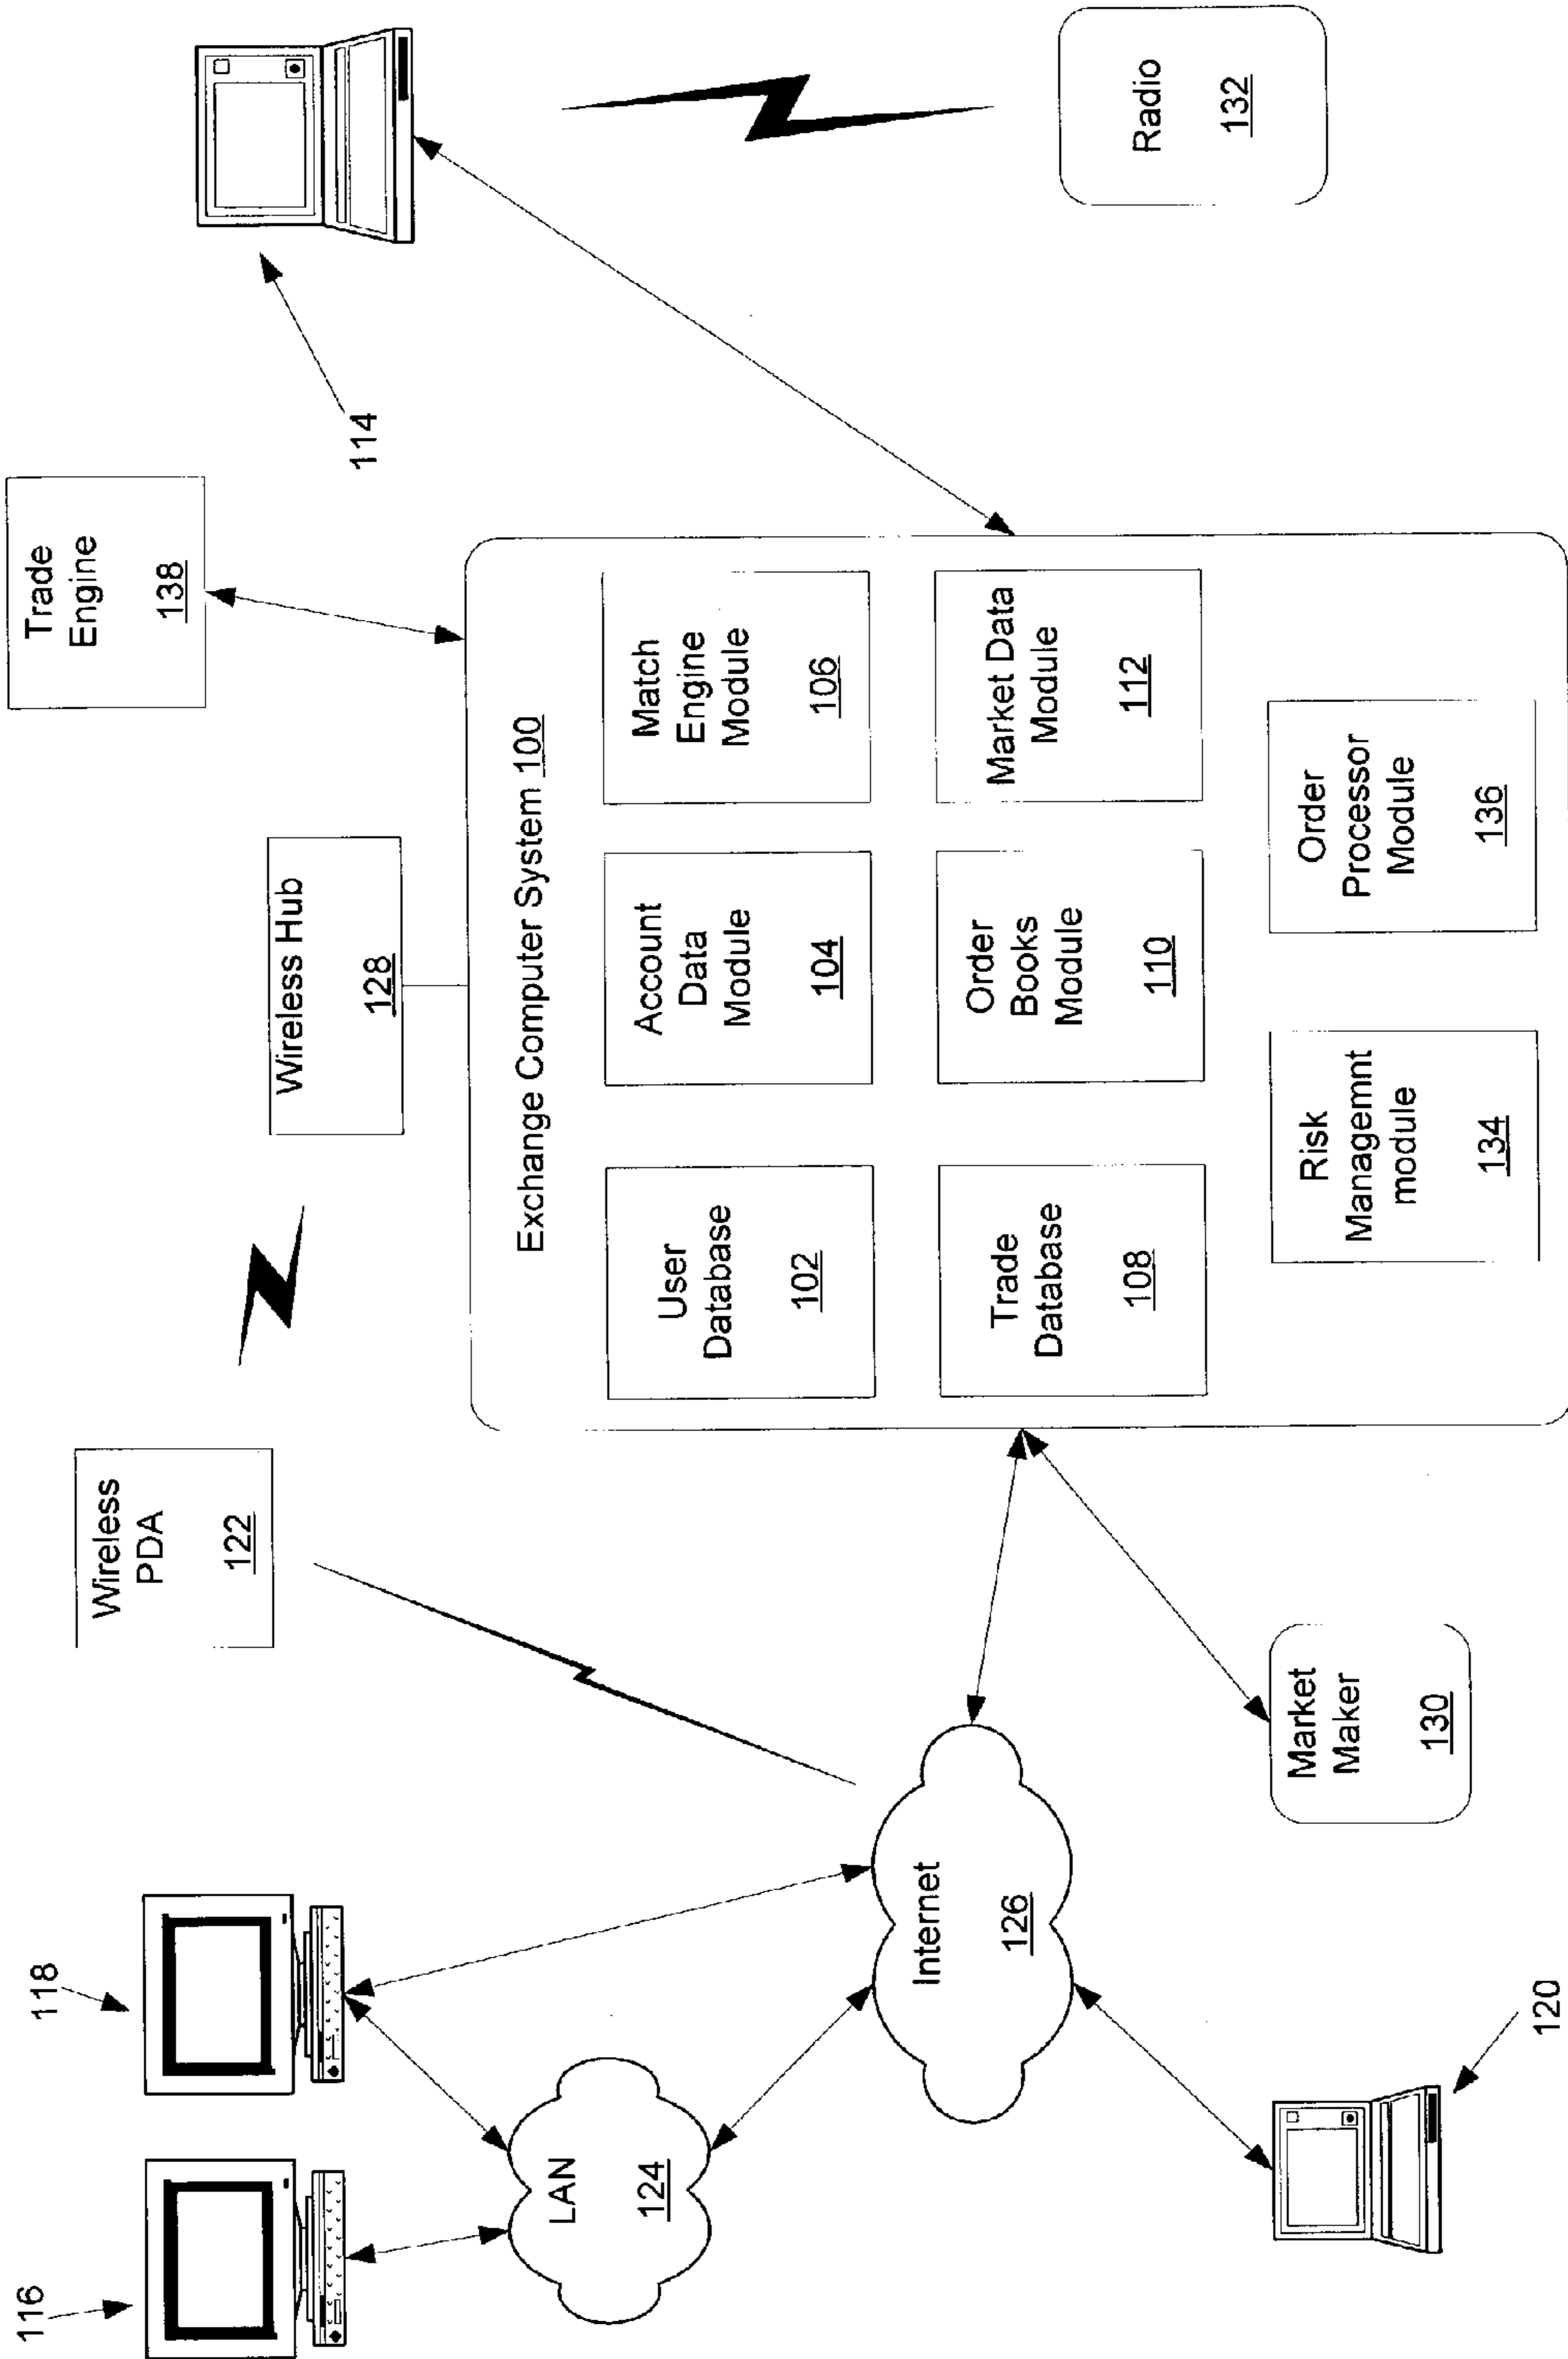 116
118
Wireless
PDA
122
Wireless Hub
128
Trade
Engine
138
114
LAN
124
Internet
126
Exchange Computer System 100
User
Database
102
Account
Data
Module
104
Match
Engine
Module
106
Trade
Database
108
Order
Books
Module
110
Market Data
Module
112
Risk
Managemnt
module
134
Order
Processor
Module
136
120
Market
Maker
130
Radio
132